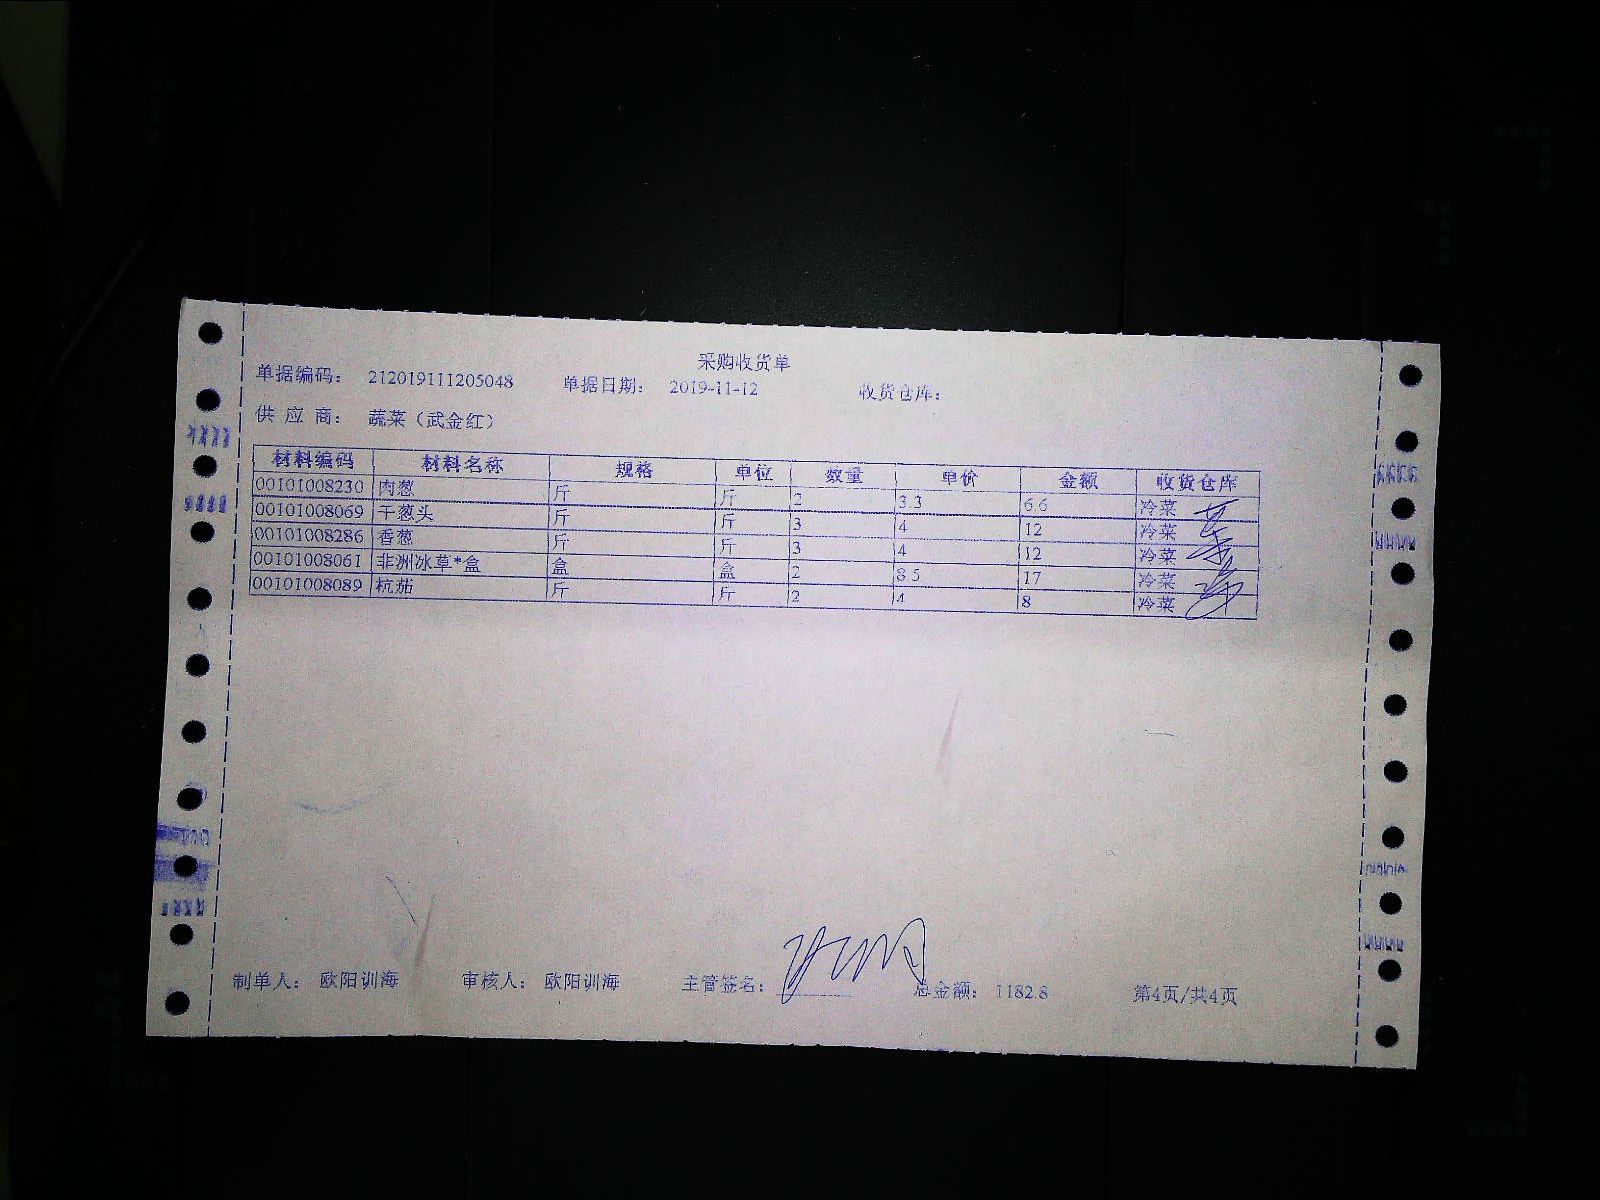 采购收货单
单据编码: 212019111205048 单据日期: 2019-11-12 收货仓库:
供 应 商: 蔬菜（武金红）
材料编码 材料名称 规格 单位 数量 单价 金额 收货仓库
00101008230 肉葱 斤 斤 2 3.3 6.6 冷菜
00101008069 干葱头 斤 斤 3 4 12 冷菜
00101008286 香葱 斤 斤 3 4 12 冷菜
00101008061 非洲冰草*盒 盒 盒 2 8.5 17 冷菜
00101008089 杭茄 斤 斤 2 4 8 冷菜
制单人: 欧阳训海 审核人: 欧阳训海 主管签名: 总金额: 1182.8 第4页/共4页